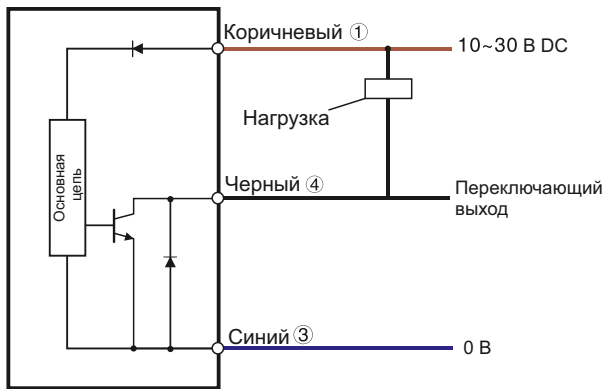 Коричневый ①
10~30 В DC
Нагрузка
Основная
цепь
Черный ④
Переключающий
выход
Синий ③
0 В